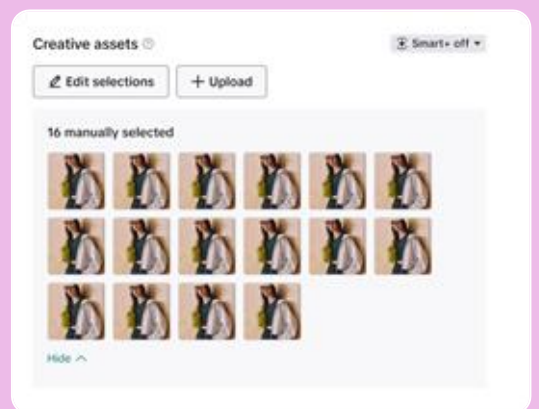 Creative assets
Smart+ off
Edit selections
+ Upload
16 manually selected
Hide